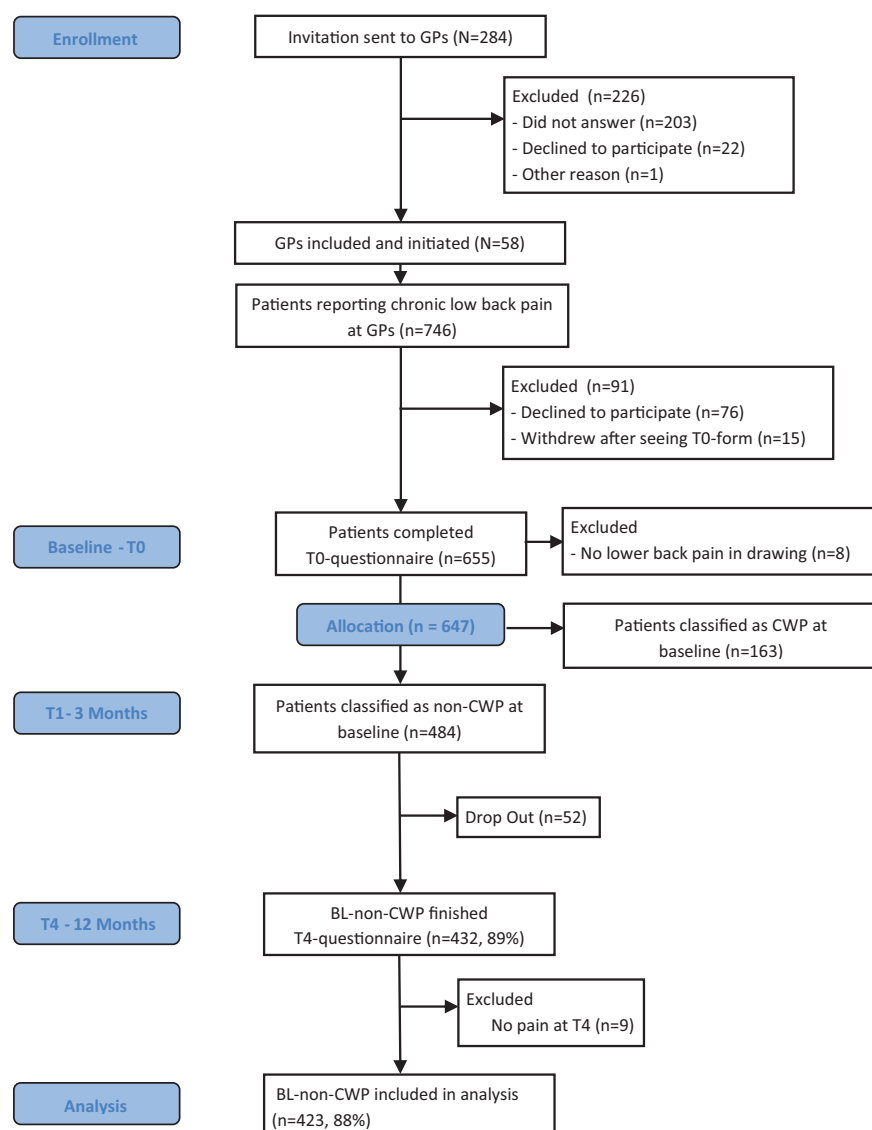 Enrollment
Invitation sent to GPs (N=284)
Excluded  (n=226)
- Did not answer (n=203)
- Declined to participate (n=22)
- Other reason (n=1)
GPs included and initiated (N=58)
Patients reporting chronic low back pain
at GPs (n=746)
Excluded  (n=91)
- Declined to participate (n=76)
- Withdrew after seeing T0-form (n=15)
Baseline - T0
Patients completed
T0-questionnaire (n=655)
Excluded
- No lower back pain in drawing (n=8)
Allocation (n = 647)
Patients classified as CWP at
baseline (n=163)
T1- 3 Months
Patients classified as non-CWP at
baseline (n=484)
Drop Out (n=52)
T4 - 12 Months
BL-non-CWP finished
T4-questionnaire (n=432, 89%)
Excluded
No pain at T4 (n=9)
Analysis
BL-non-CWP included in analysis
(n=423, 88%)